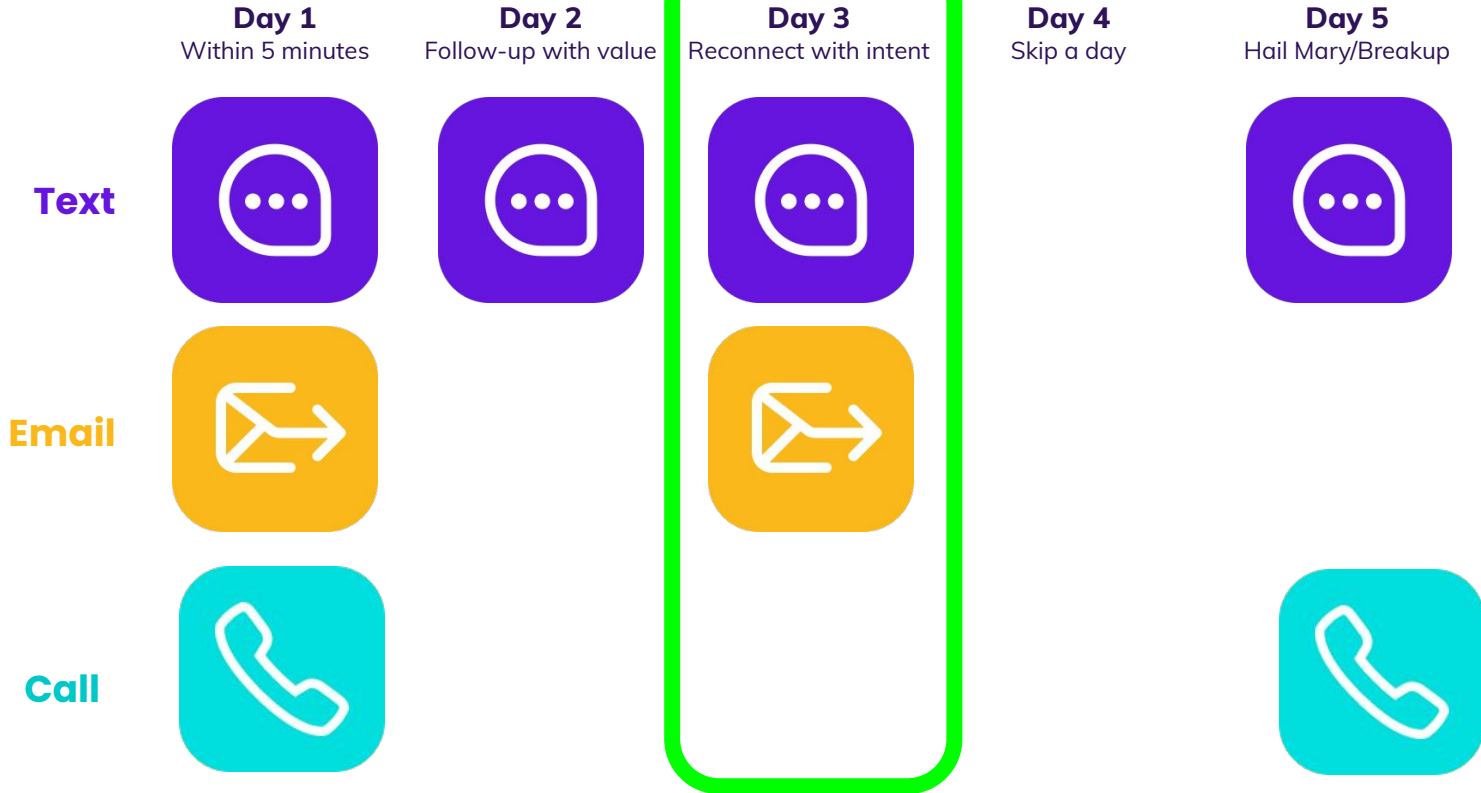 Day 1
Within 5 minutes
Day 2
Follow-up with value
Day 3
Reconnect with intent
Day 4
Skip a day
Day 5
Hail Mary/Breakup
Text
Email
Call